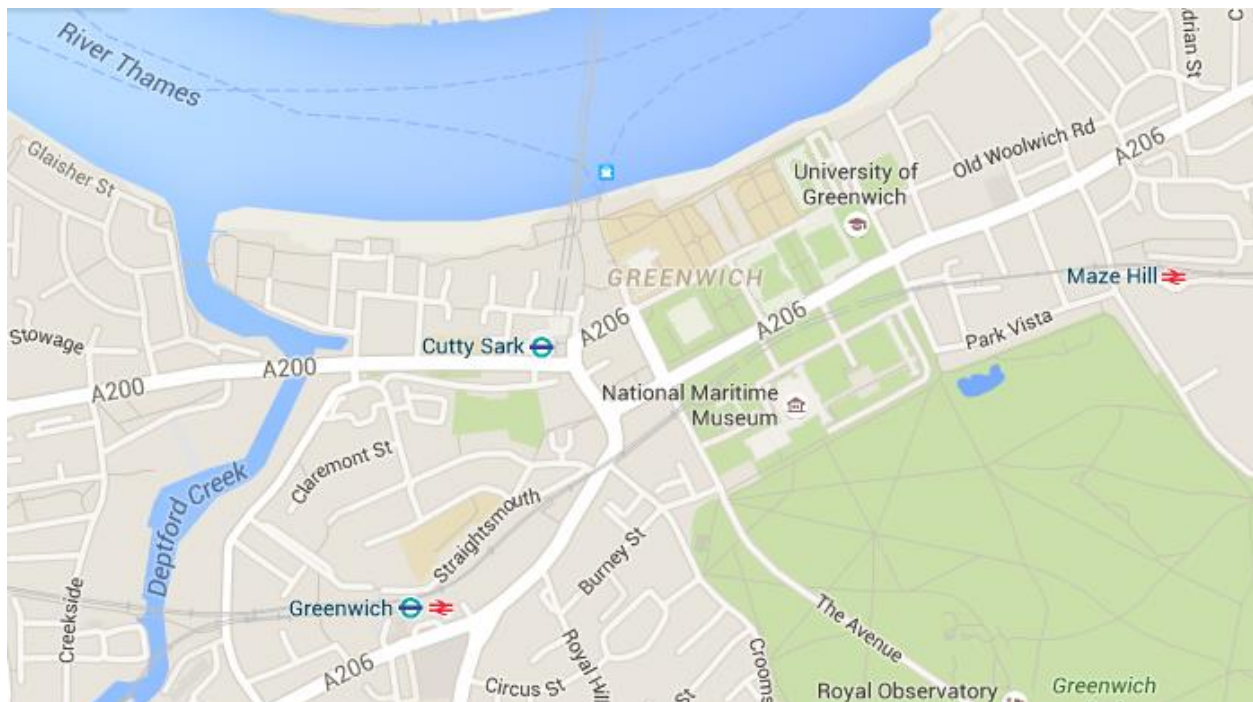 River Thames
drian St
C
Glaisher St
University of
Greenwich
Old Woolwich Rd
A206
GREENWICH
Maze Hill
Stowage
Cutty Sark
A206
A206
Park Vista
A200
A200
National Maritime
Museum
Claremont St
Deptford Creek
Straightsmouth
Burney St
Creekside
Greenwich
The Avenue
A206
Royal Hill
Circus St
St
Crooms
Royal Observatory
Greenwich